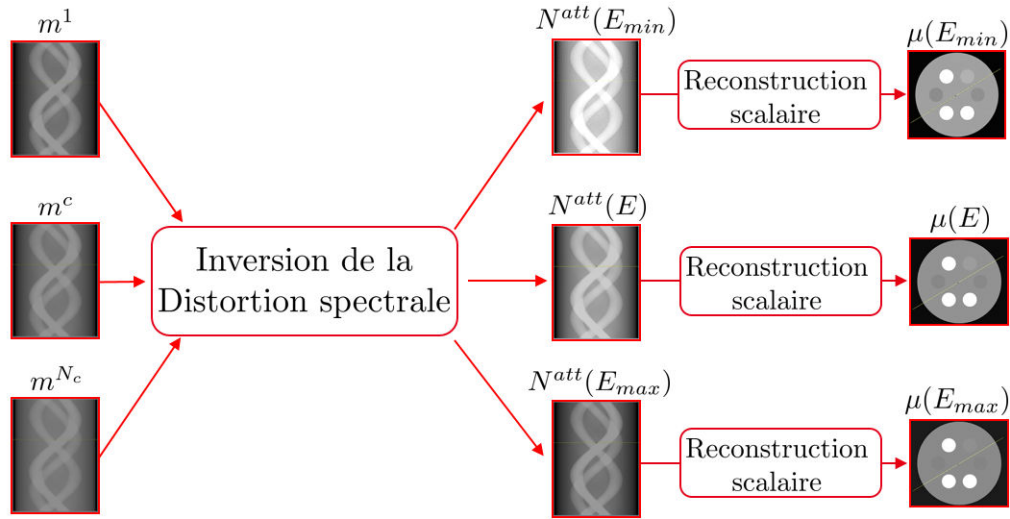 m^1
N^{att}(E_{min})
μ(E_{min})
Reconstruction
scalaire
m^c
N^{att}(E)
μ(E)
Inversion de la
Distortion spectrale
Reconstruction
scalaire
m^{N_c}
N^{att}(E_{max})
μ(E_{max})
Reconstruction
scalaire